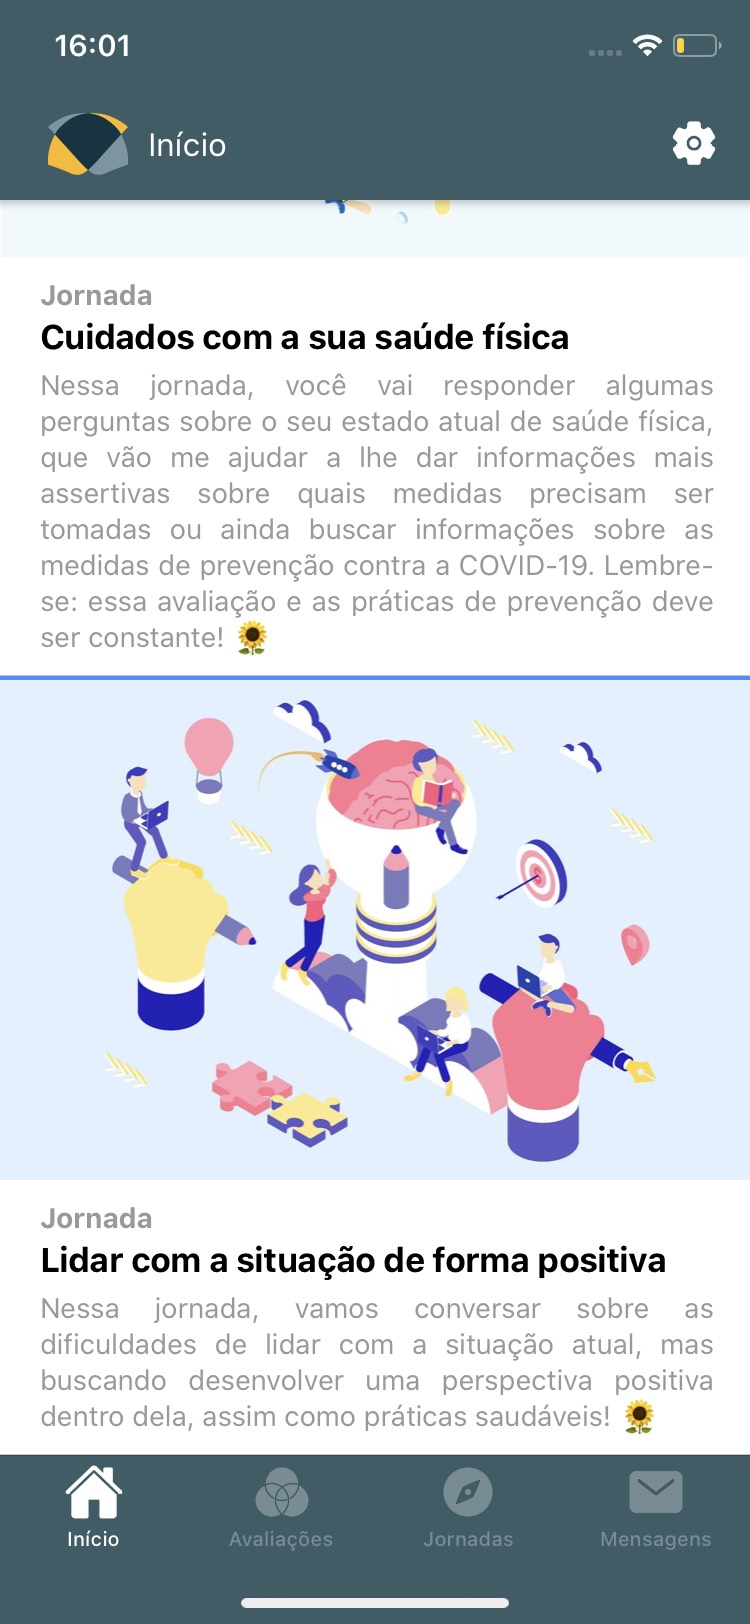 16:01
Início
Jornada
Cuidados com a sua saúde física
Nessa jornada, você vai responder algumas
perguntas sobre o seu estado atual de saúde física,
que vão me ajudar a lhe dar informações mais
assertivas sobre quais medidas precisam ser
tomadas ou ainda buscar informações sobre as
medidas de prevenção contra a COVID-19. Lembre-
se: essa avaliação e as práticas de prevenção deve
ser constante! 🌻
Jornada
Lidar com a situação de forma positiva
Nessa jornada, vamos conversar sobre as
dificuldades de lidar com a situação atual, mas
buscando desenvolver uma perspectiva positiva
dentro dela, assim como práticas saudáveis! 🌻
Início
Avaliações
Jornadas
Mensagens